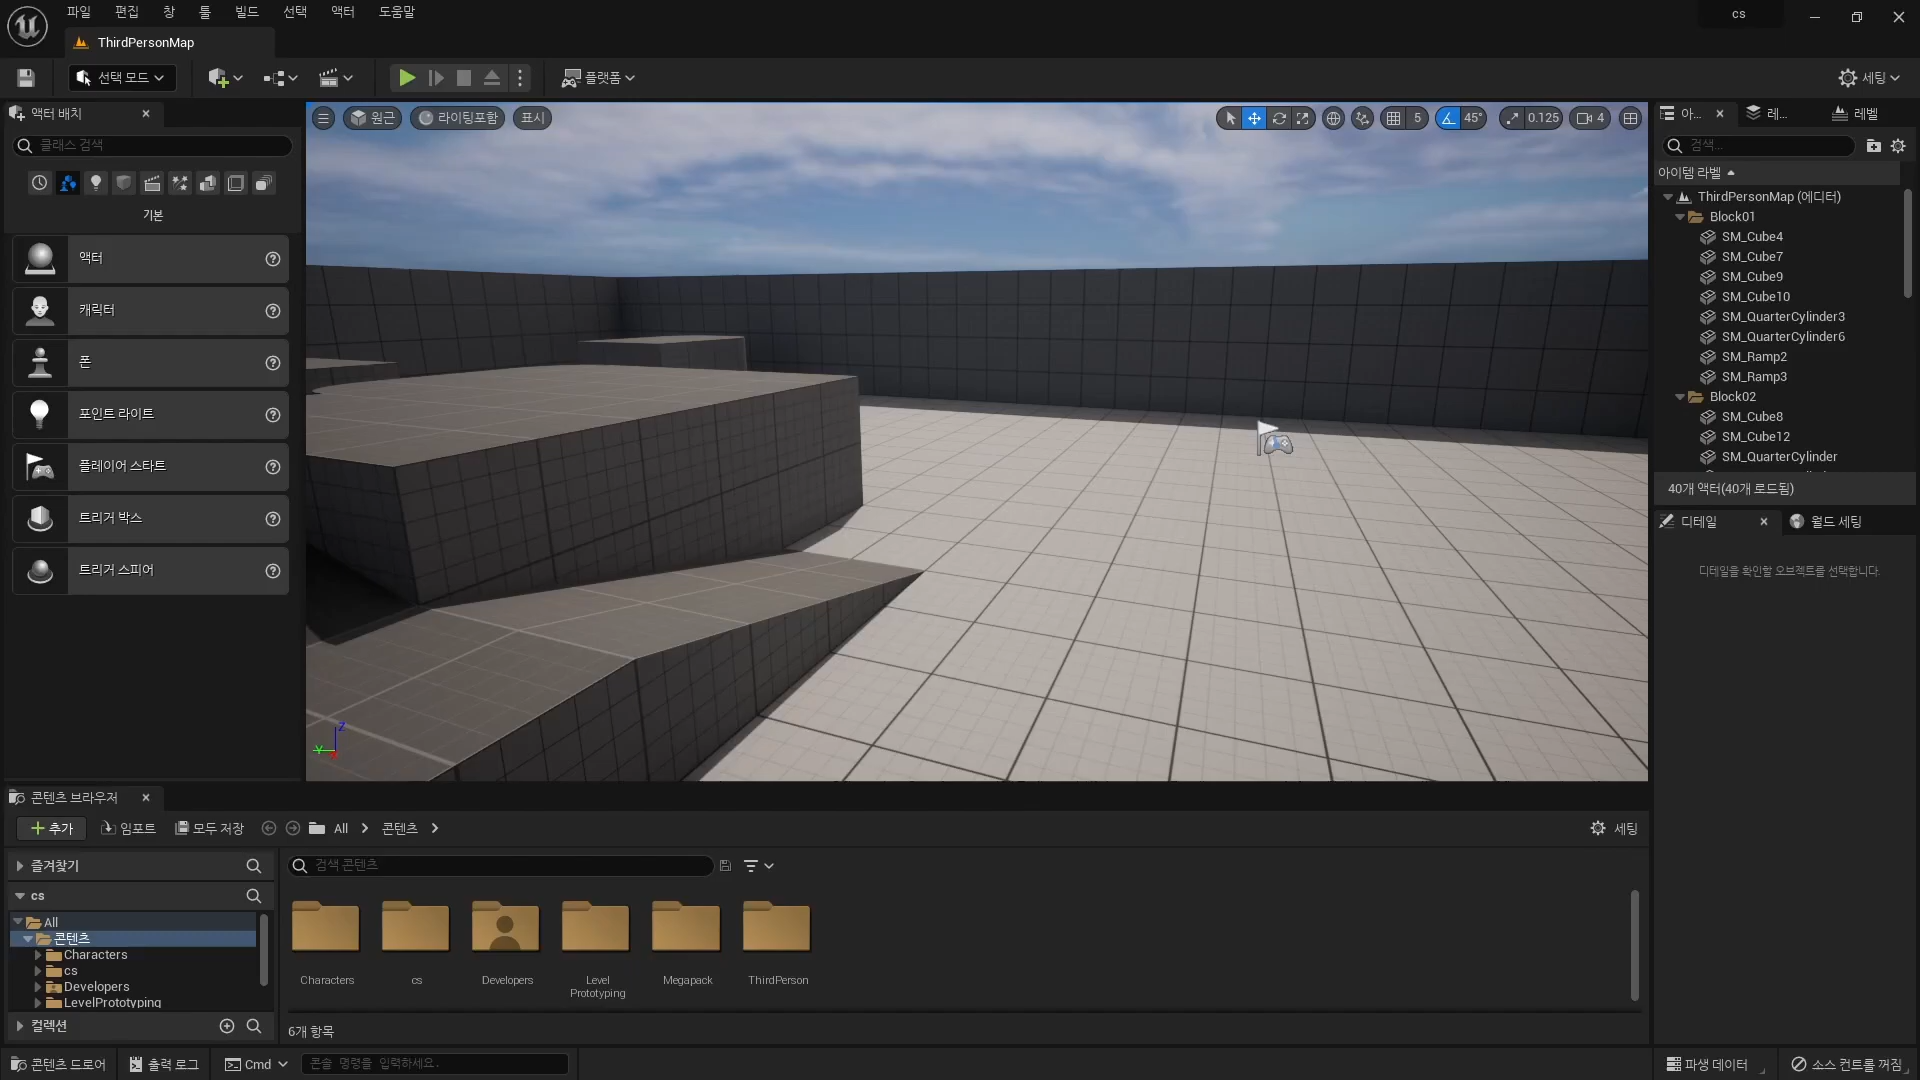 파일 편집 창 툴 빌드 선택 액터 도움말
cs
ThirdPersonMap
선택 모드
플랫폼
세팅
액터 배치
클래스 검색
기본
액터
캐릭터
폰
포인트 라이트
플레이어 스타트
트리거 박스
트리거 스피어
원근 라이팅포함 표시
5 45° 0.125 4
아... 레... 레벨
검색...
아이템 라벨
ThirdPersonMap (에디터)
Block01
SM_Cube4
SM_Cube7
SM_Cube9
SM_Cube10
SM_QuarterCylinder3
SM_QuarterCylinder6
SM_Ramp2
SM_Ramp3
Block02
SM_Cube8
SM_Cube12
SM_QuarterCylinder
40개 액터(40개 로드됨)
디테일 월드 세팅
디테일을 확인할 오브젝트를 선택합니다.
Z
Y
콘텐츠 브라우저
추가 임포트 모두 저장 All 콘텐츠
세팅
즐겨찾기
cs
All
콘텐츠
Characters
cs
Developers
LevelPrototyping
컬렉션
검색 콘텐츠
Characters cs Developers Level Prototyping Megapack ThirdPerson
6개 항목
콘텐츠 드로어 출력 로그 Cmd 콘솔 명령을 입력하세요.
파생 데이터 소스 컨트롤 꺼짐